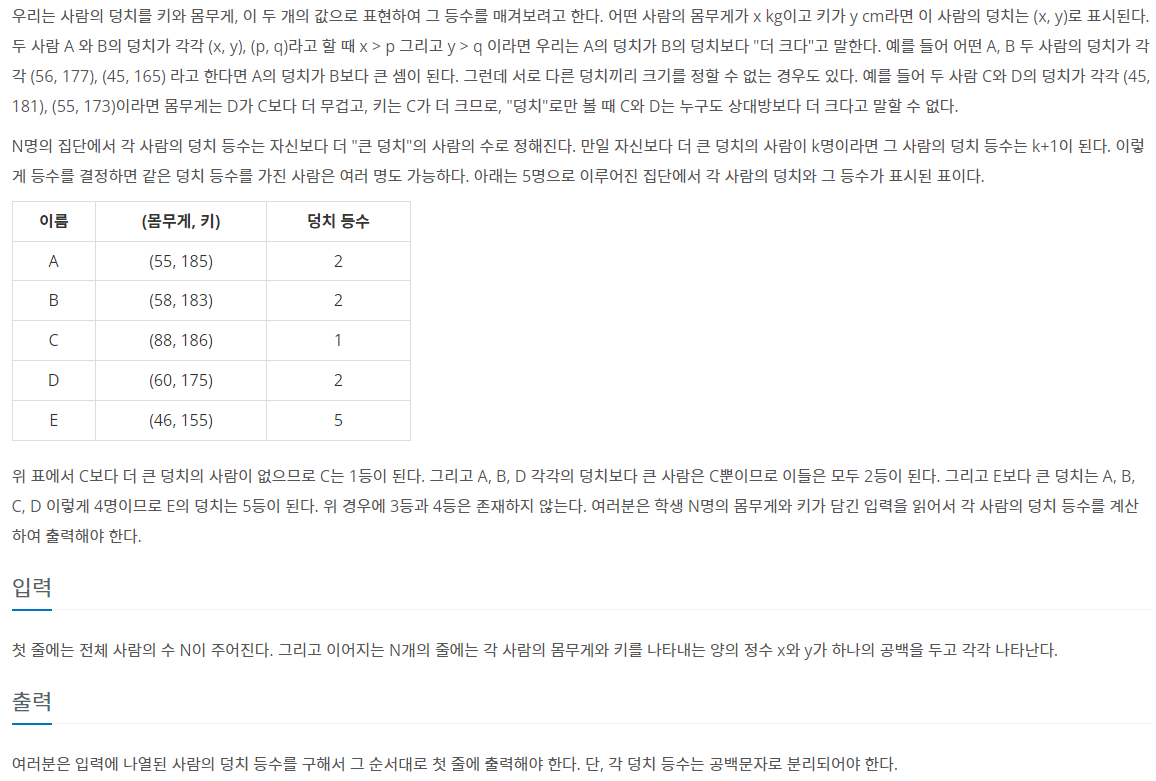 우리는 사람의 덩치를 키와 몸무게, 이 두 개의 값으로 표현하여 그 등수를 매겨보려고 한다. 어떤 사람의 몸무게가 x kg이고 키가 y cm라면 이 사람의 덩치는 (x, y)로 표시된다.
두 사람 A 와 B의 덩치가 각각 (x, y), (p, q)라고 할 때 x > p 그리고 y > q 이라면 우리는 A의 덩치가 B의 덩치보다 "더 크다"고 말한다. 예를 들어 어떤 A, B 두 사람의 덩치가 각
각 (56, 177), (45, 165) 라고 한다면 A의 덩치가 B보다 큰 셈이 된다. 그런데 서로 다른 덩치끼리 크기를 정할 수 없는 경우도 있다. 예를 들어 두 사람 C와 D의 덩치가 각각 (45,
181), (55, 173)이라면 몸무게는 D가 C보다 더 무겁고, 키는 C가 더 크므로, "덩치"로만 볼 때 C와 D는 누구도 상대방보다 더 크다고 말할 수 없다.
N명의 집단에서 각 사람의 덩치 등수는 자신보다 더 "큰 덩치"의 사람의 수로 정해진다. 만일 자신보다 더 큰 덩치의 사람이 k명이라면 그 사람의 덩치 등수는 k+1이 된다. 이렇
게 등수를 결정하면 같은 덩치 등수를 가진 사람은 여러 명도 가능하다. 아래는 5명으로 이루어진 집단에서 각 사람의 덩치와 그 등수가 표시된 표이다.
이름 (몸무게, 키) 덩치 등수
A (55, 185) 2
B (58, 183) 2
C (88, 186) 1
D (60, 175) 2
E (46, 155) 5
위 표에서 C보다 더 큰 덩치의 사람이 없으므로 C는 1등이 된다. 그리고 A, B, D 각각의 덩치보다 큰 사람은 C뿐이므로 이들은 모두 2등이 된다. 그리고 E보다 큰 덩치는 A, B,
C, D 이렇게 4명이므로 E의 덩치는 5등이 된다. 위 경우에 3등과 4등은 존재하지 않는다. 여러분은 학생 N명의 몸무게와 키가 담긴 입력을 읽어서 각 사람의 덩치 등수를 계산
하여 출력해야 한다.
입력
첫 줄에는 전체 사람의 수 N이 주어진다. 그리고 이어지는 N개의 줄에는 각 사람의 몸무게와 키를 나타내는 양의 정수 x와 y가 하나의 공백을 두고 각각 나타난다.
출력
여러분은 입력에 나열된 사람의 덩치 등수를 구해서 그 순서대로 첫 줄에 출력해야 한다. 단, 각 덩치 등수는 공백문자로 분리되어야 한다.